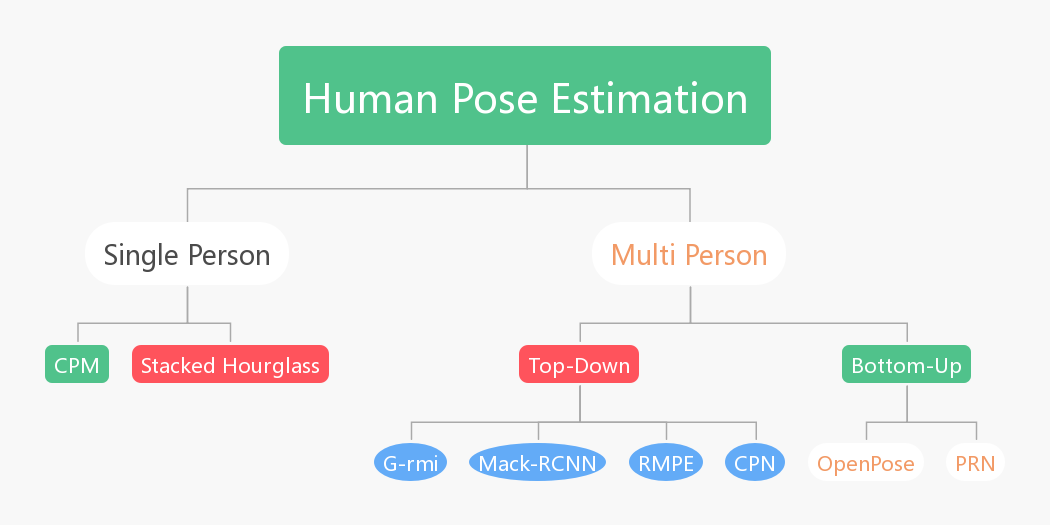 Human Pose Estimation
Single Person
Multi Person
CPM
Stacked Hourglass
Top-Down
Bottom-Up
G-rmi
Mack-RCNN
RMPE
CPN
OpenPose
PRN